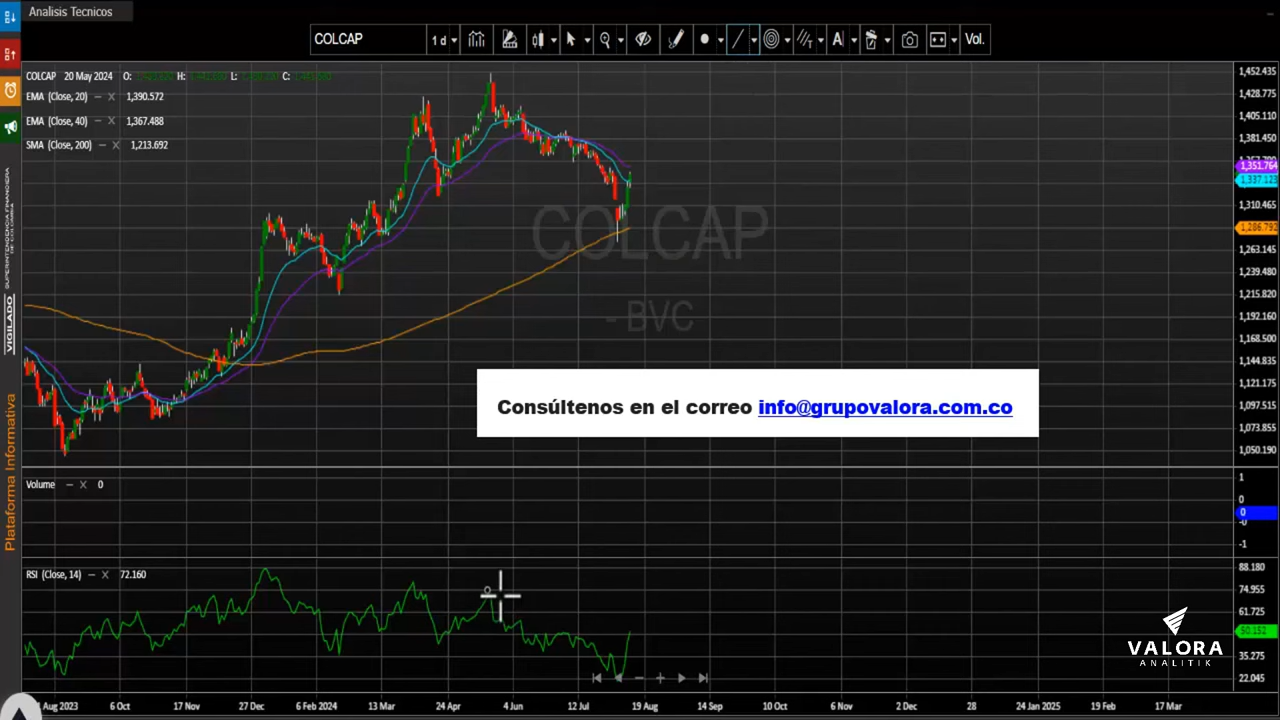 Analisis Tecnicos
COLCAP
1 d
A
Vol.
COLCAP 20 May 2024 O: H: L: C:
EMA (Close, 20) – X 1,390.572
EMA (Close, 40) – X 1,367.488
SMA (Close, 200) – X 1,213.692
1,452.435
1,428.775
1,405.110
1,381.450
1,351.764
1,337.123
1,310.465
1,286.792
1,263.145
1,239.480
1,215.820
1,192.160
1,168.500
1,144.835
1,121.175
1,097.515
1,073.855
1,050.190
COLCAP
- BVC
Consúltenos en el correo info@grupovalora.com.co
Volume – X 0
1
0
0
-0
-1
RSI (Close, 14) – X 72.160
88.180
74.955
61.725
50.152
35.275
22.045
VALORA
ANALITIK
Aug 2023 6 Oct 17 Nov 27 Dec 6 Feb 2024 13 Mar 24 Apr 4 Jun 12 Jul 19 Aug 14 Sep 10 Oct 6 Nov 2 Dec 28 24 Jan 2025 19 Feb 17 Mar
SUPERINTENDENCIA FINANCIERA
DE COLOMBIA
VIGILADO
Plataforma Informativa